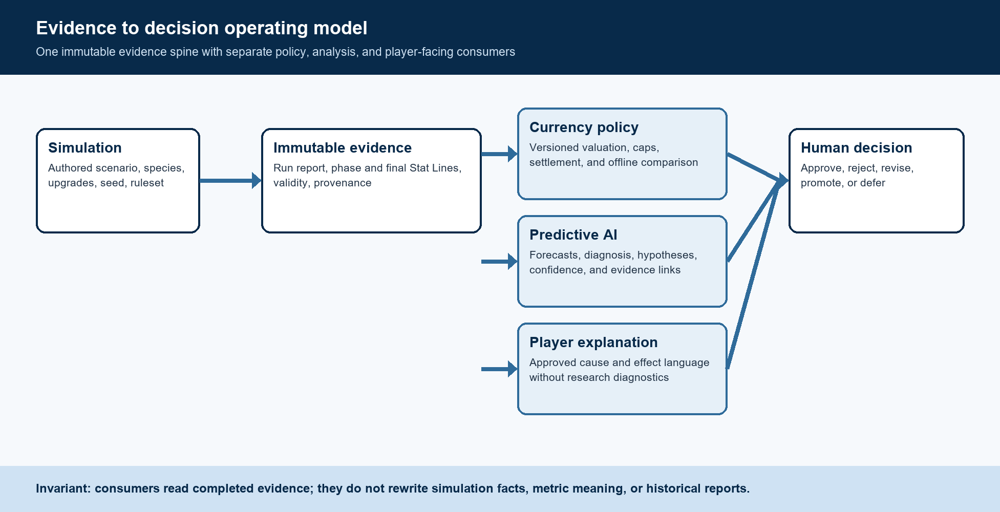 Evidence to decision operating model
One immutable evidence spine with separate policy, analysis, and player-facing consumers
Simulation
Authored scenario, species,
upgrades, seed, ruleset
Immutable evidence
Run report, phase and final Stat Lines,
validity, provenance
Currency policy
Versioned valuation, caps,
settlement, and offline comparison
Predictive AI
Forecasts, diagnosis, hypotheses,
confidence, and evidence links
Player explanation
Approved cause and effect language
without research diagnostics
Human decision
Approve, reject, revise,
promote, or defer
Invariant: consumers read completed evidence; they do not rewrite simulation facts, metric meaning, or historical reports.